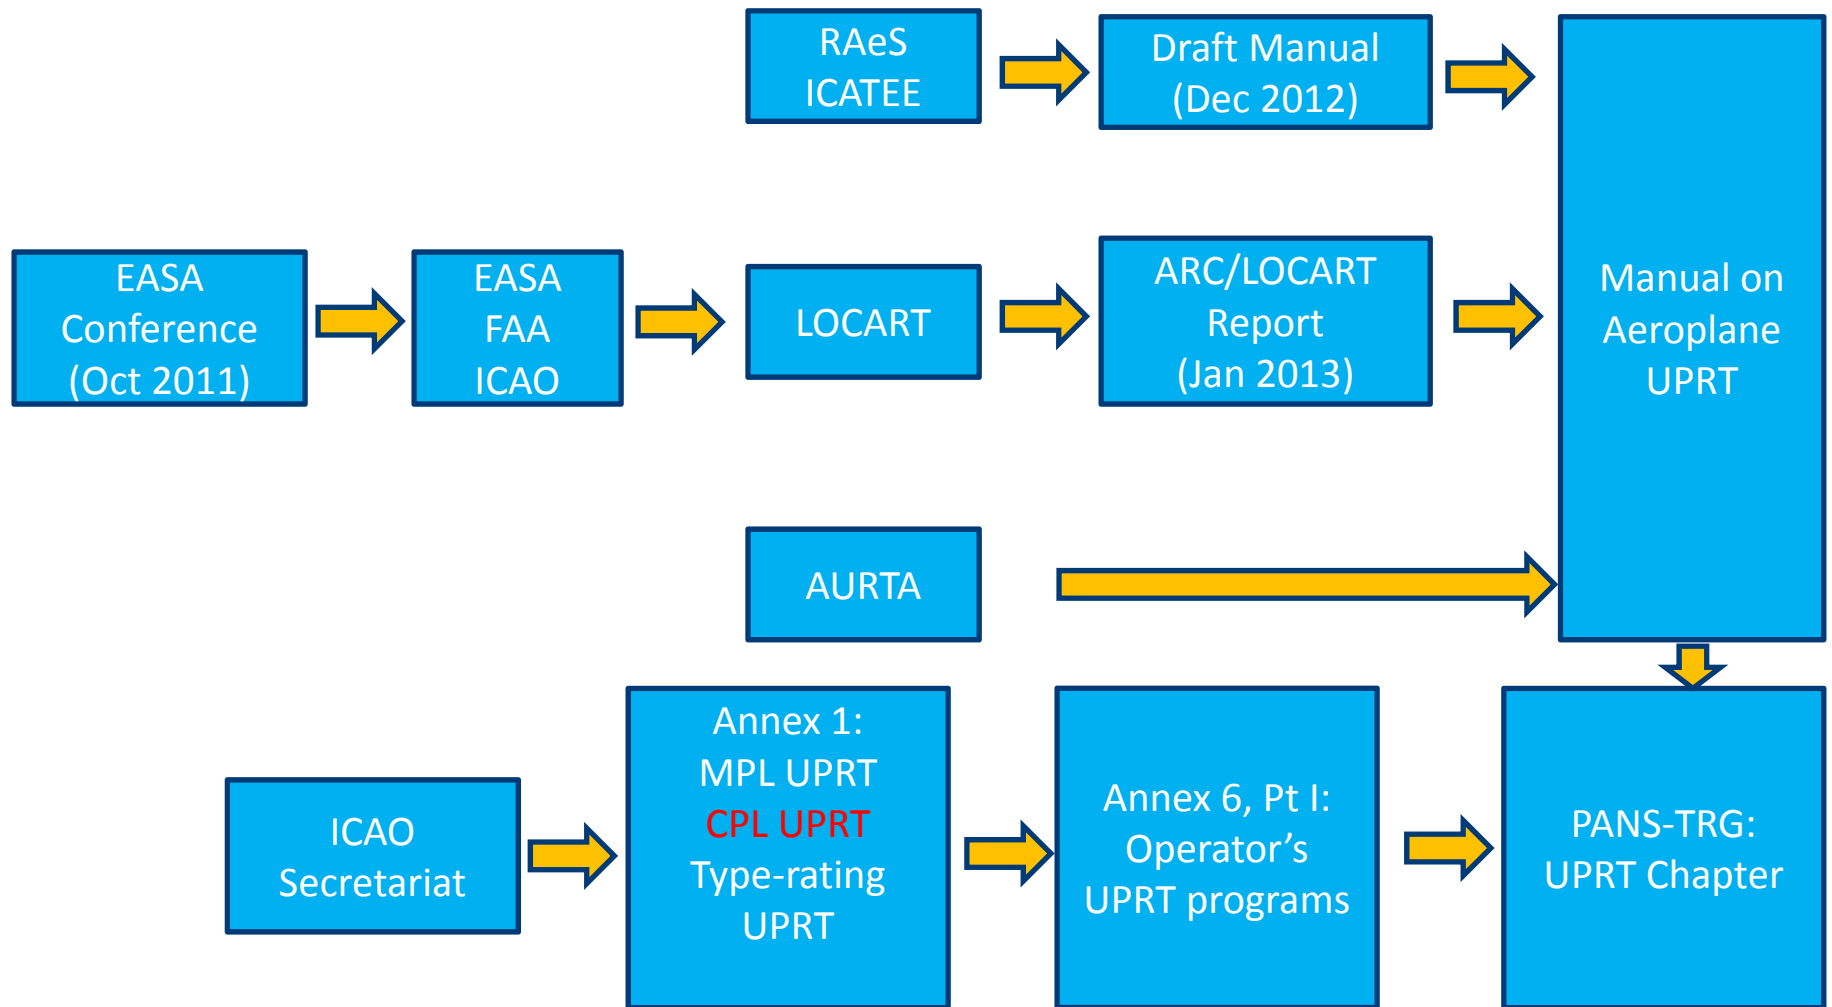 RAeS
ICATEE
Draft Manual
(Dec 2012)
EASA
Conference
(Oct 2011)
EASA
FAA
ICAO
LOCART
ARC/LOCART
Report
(Jan 2013)
Manual on
Aeroplane
UPRT
AURTA
ICAO
Secretariat
Annex 1:
MPL UPRT
CPL UPRT
Type-rating
UPRT
Annex 6, Pt I:
Operator’s
UPRT programs
PANS-TRG:
UPRT Chapter